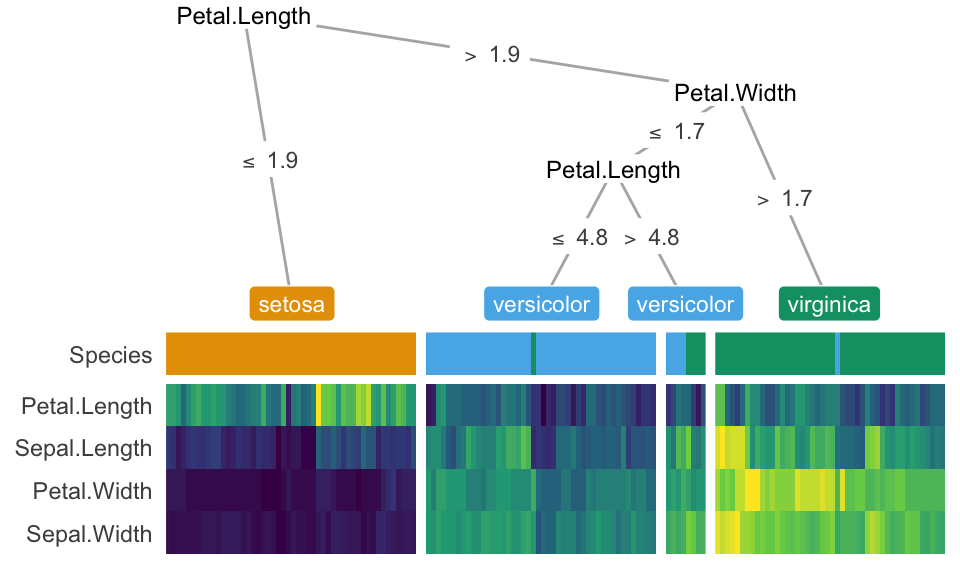 Petal.Length
> 1.9
Petal.Width
≤ 1.7
≤ 1.9
Petal.Length
> 1.7
≤ 4.8 > 4.8
setosa versicolor versicolor virginica
Species
Petal.Length
Sepal.Length
Petal.Width
Sepal.Width